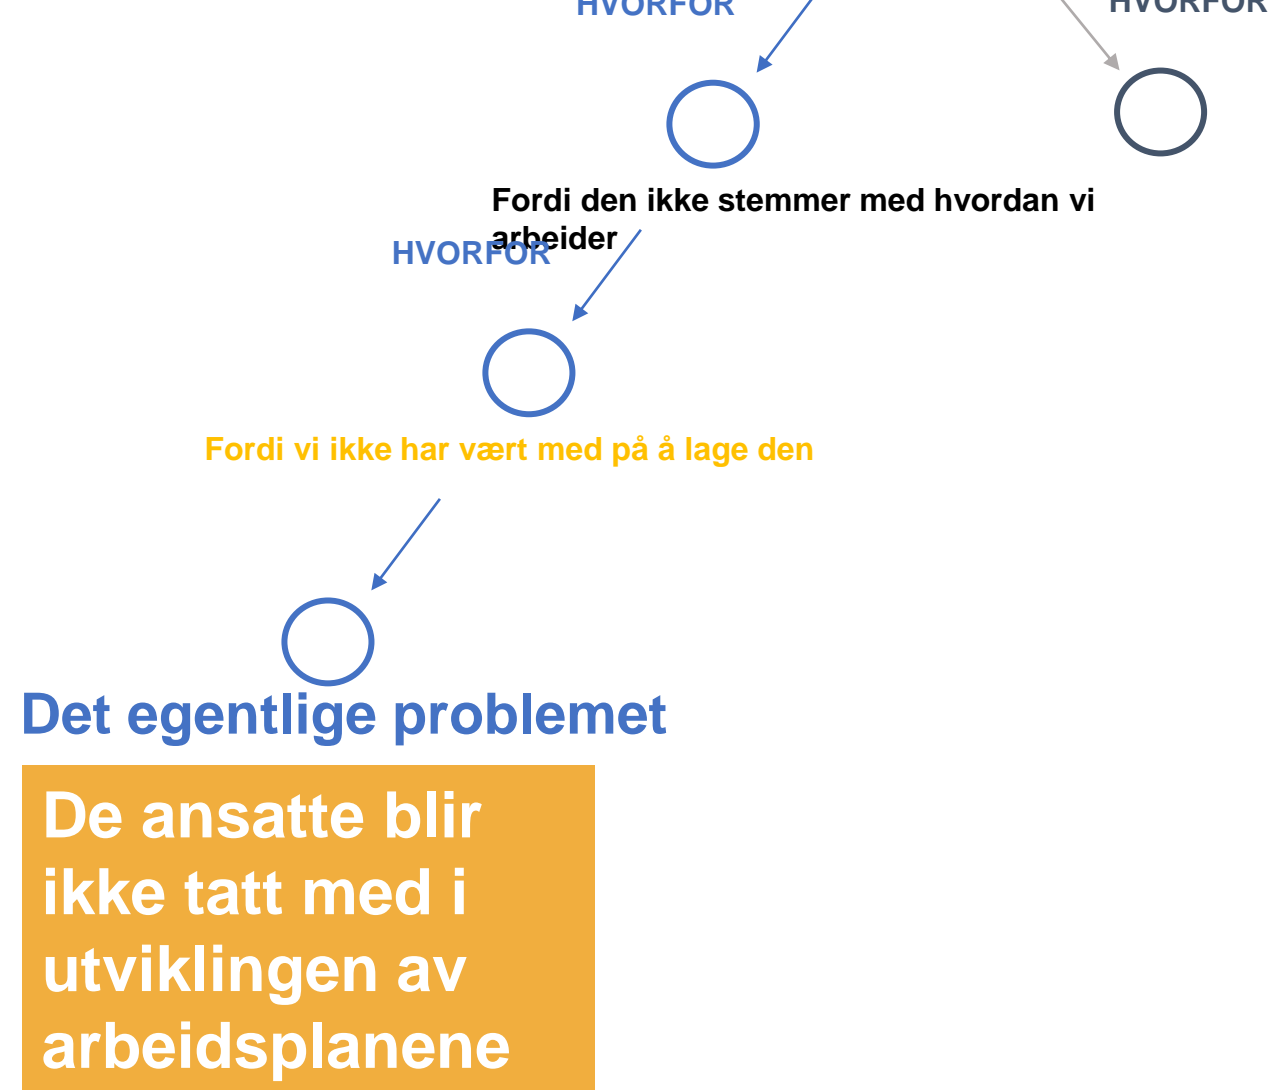 HVORFOR
HVORFOR
Fordi den ikke stemmer med hvordan vi
arbeider
HVORFOR
Fordi vi ikke har vært med på å lage den
Det egentlige problemet
De ansatte blir
ikke tatt med i
utviklingen av
arbeidsplanene